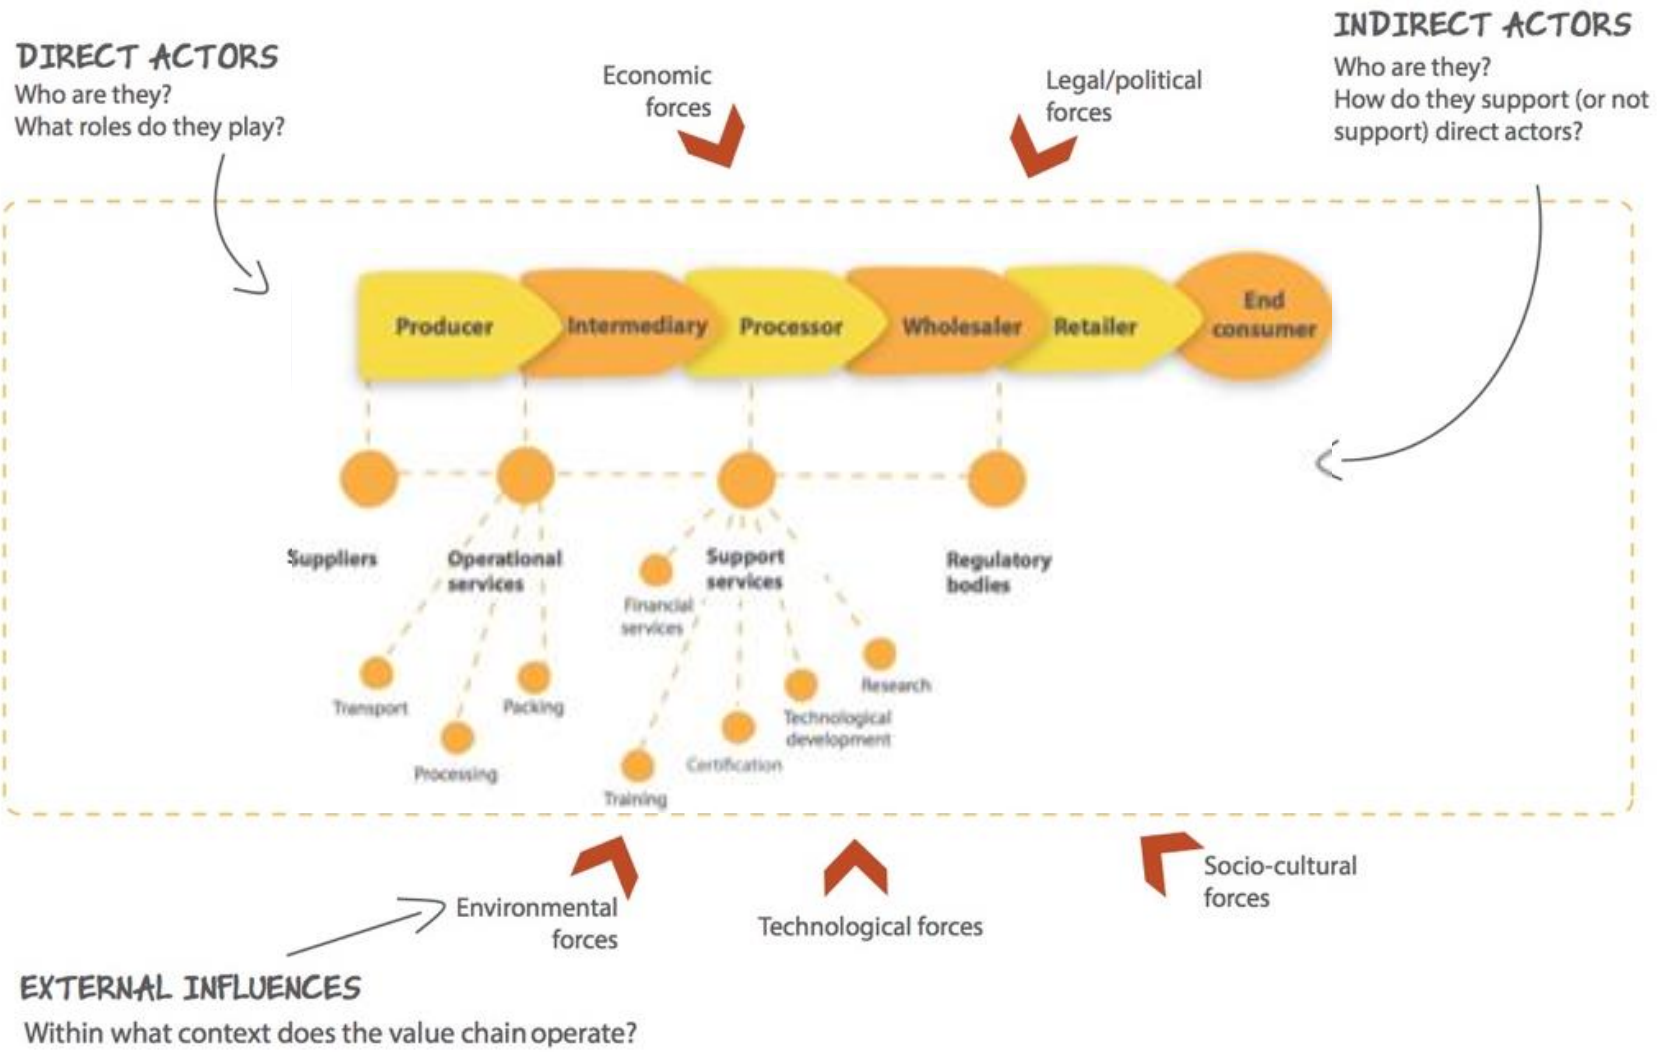 DIRECT ACTORS
Who are they?
What roles do they play?
Economic
forces
Legal/political
forces
INDIRECT ACTORS
Who are they?
How do they support (or not
support) direct actors?
Producer
Intermediary
Processor
Wholesaler
Retailer
End
consumer
Suppliers
Operational
services
Support
services
Regulatory
bodies
Financial
services
Transport
Processing
Packing
Training
Certification
Technological
development
Research
Environmental
forces
Technological forces
Socio-cultural
forces
EXTERNAL INFLUENCES
Within what context does the value chain operate?